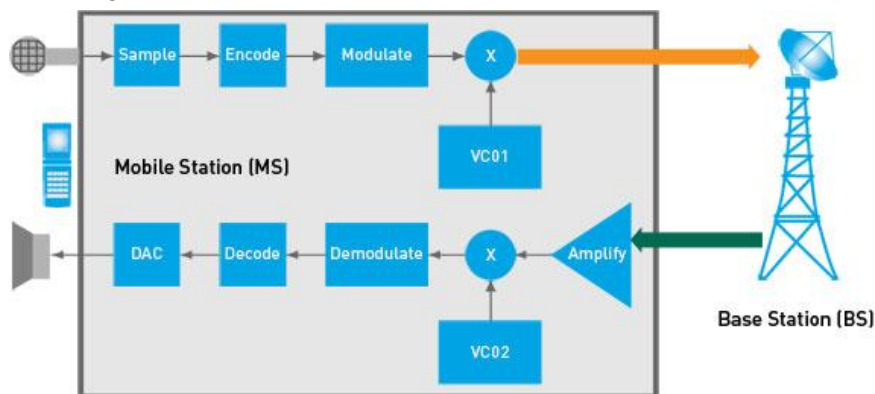 Sample
Encode
Modulate
X
VC01
Mobile Station (MS)
DAC
Decode
Demodulate
X
Amplify
VC02
Base Station (BS)